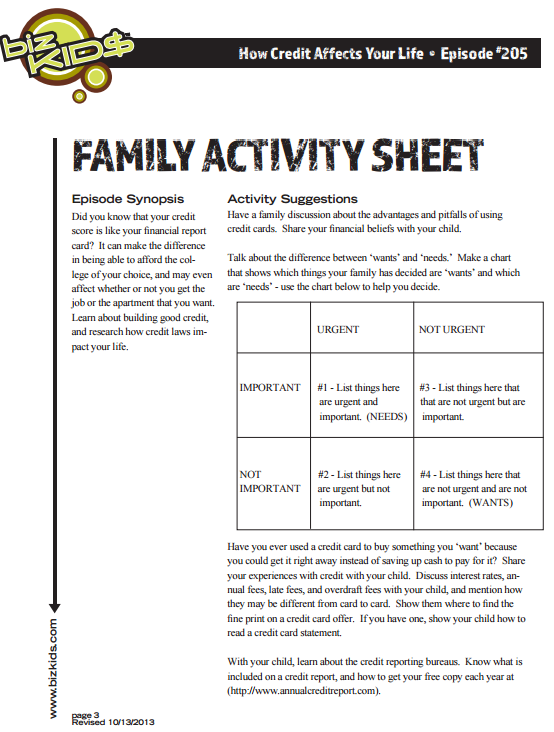 biz
KID$
How Credit Affects Your Life • Episode #205
FAMILY ACTIVITY SHEET
Episode Synopsis
Did you know that your credit
score is like your financial report
card?  It can make the difference
in being able to afford the col-
lege of your choice, and may even
affect whether or not you get the
job or the apartment that you want.
Learn about building good credit,
and research how credit laws im-
pact your life.
Activity Suggestions
Have a family discussion about the advantages and pitfalls of using
credit cards.  Share your financial beliefs with your child.
Talk about the difference between ‘wants’ and ‘needs.’  Make a chart
that shows which things your family has decided are ‘wants’ and which
are ‘needs’ - use the chart below to help you decide.
URGENT
NOT URGENT
IMPORTANT
#1 - List things here
are urgent and
important.  (NEEDS)
#3 - List things here that
that are not urgent but are
important.
NOT
IMPORTANT
#2 - List things here
are urgent but not
important.
#4 - List things here that
are not urgent and are not
important.  (WANTS)
Have you ever used a credit card to buy something you ‘want’ because
you could get it right away instead of saving up cash to pay for it?  Share
your experiences with credit with your child.  Discuss interest rates, an-
nual fees, late fees, and overdraft fees with your child, and mention how
they may be different from card to card.  Show them where to find the
fine print on a credit card offer.  If you have one, show your child how to
read a credit card statement.
With your child, learn about the credit reporting bureaus.  Know what is
included on a credit report, and how to get your free copy each year at
(http://www.annualcreditreport.com).
www.bizkids.com
page 3
Revised 10/13/2013